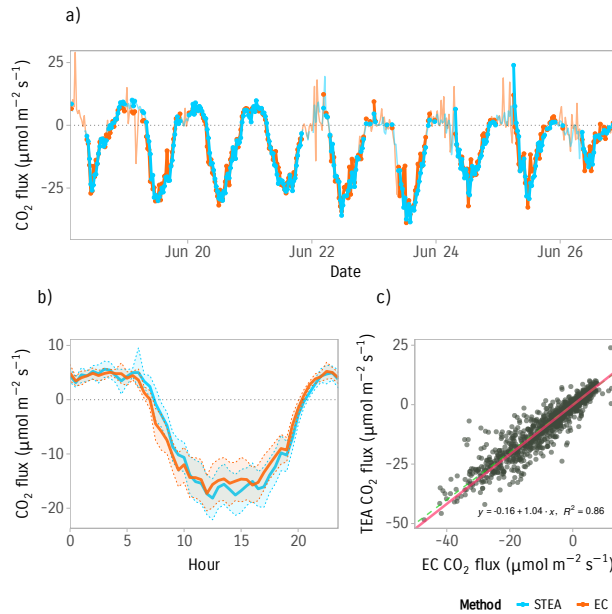 a)
CO₂ flux (μmol m⁻² s⁻¹)
25
0
−25
Jun 20
Jun 22
Jun 24
Jun 26
Date
b)
CO₂ flux (μmol m⁻² s⁻¹)
10
0
−10
−20
0
5
10
15
20
Hour
c)
TEA CO₂ flux (μmol m⁻² s⁻¹)
25
0
−25
−50
y = -0.16 + 1.04 · x, R² = 0.86
−40
−20
0
EC CO₂ flux (μmol m⁻² s⁻¹)
Method STEA EC